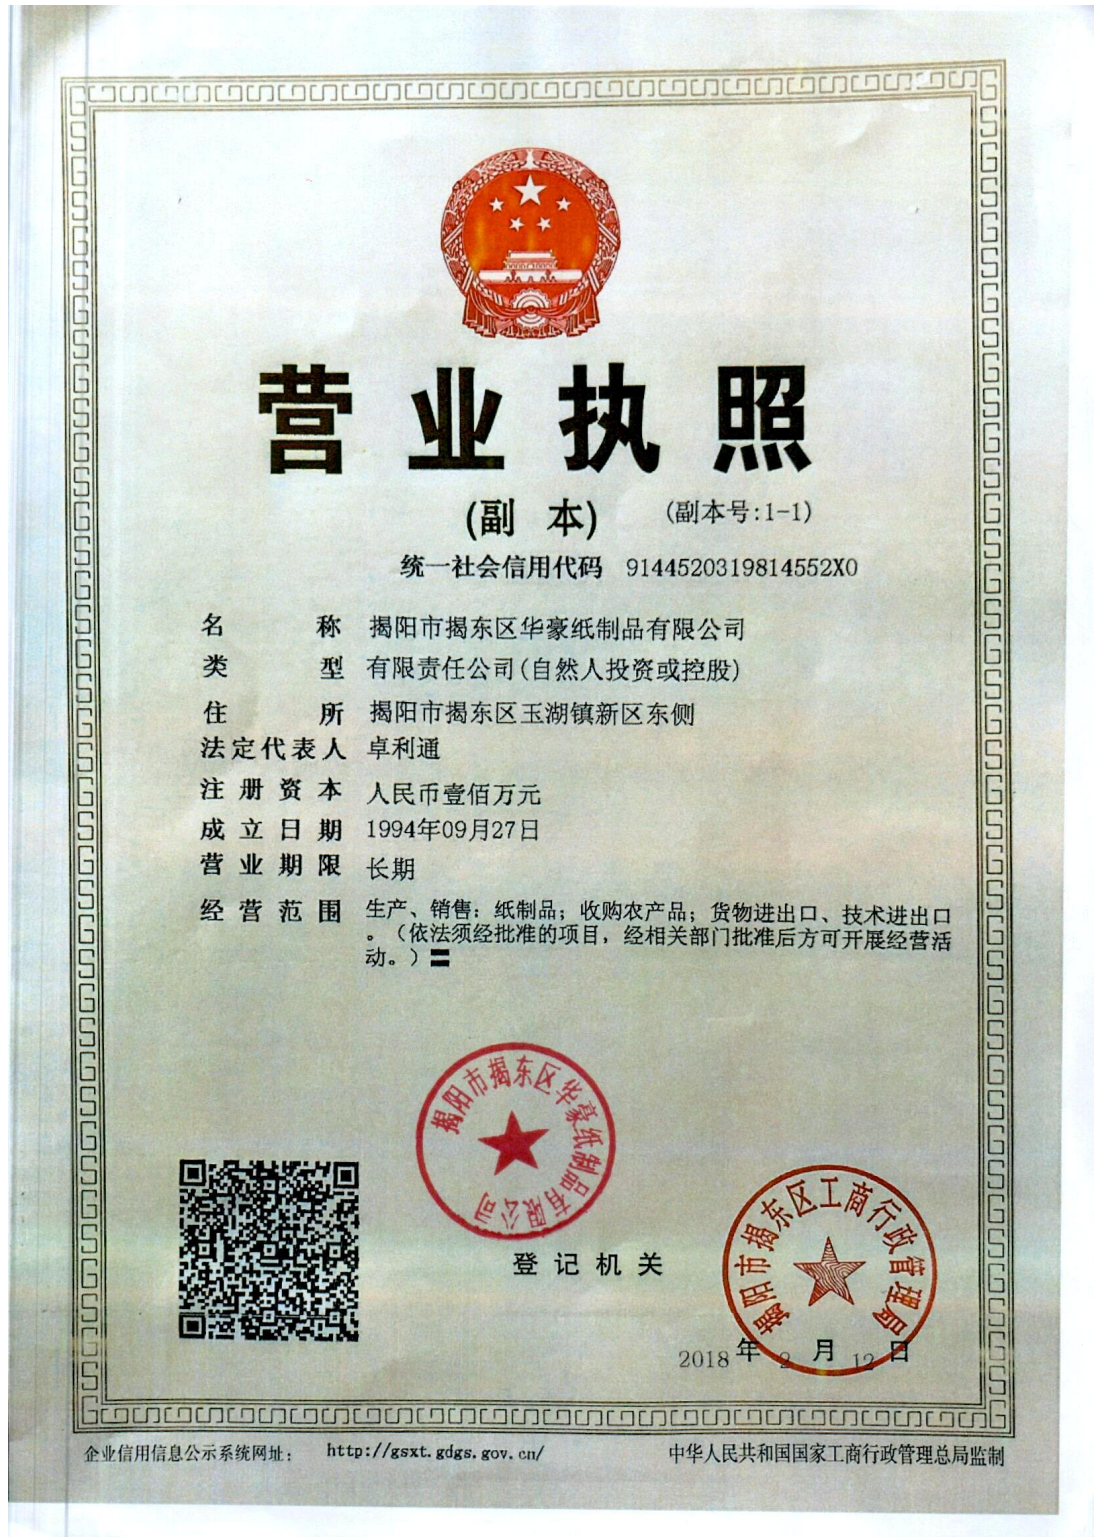 营业执照
(副 本) (副本号:1-1)
统一社会信用代码 9144520319814552X0
名称 揭阳市揭东区华豪纸制品有限公司
类型 有限责任公司(自然人投资或控股)
住所 揭阳市揭东区玉湖镇新区东侧
法定代表人 卓利通
注册资本 人民币壹佰万元
成立日期 1994年09月27日
营业期限 长期
经营范围 生产、销售：纸制品；收购农产品；货物进出口、技术进出口
。（依法须经批准的项目，经相关部门批准后方可开展经营活
动。）
揭阳市揭东区华豪纸制品有限公司
登记机关
揭阳市揭东区工商行政管理局
2018年2月12日
企业信用信息公示系统网址： http://gsxt.gdgs.gov.cn/ 中华人民共和国国家工商行政管理总局监制